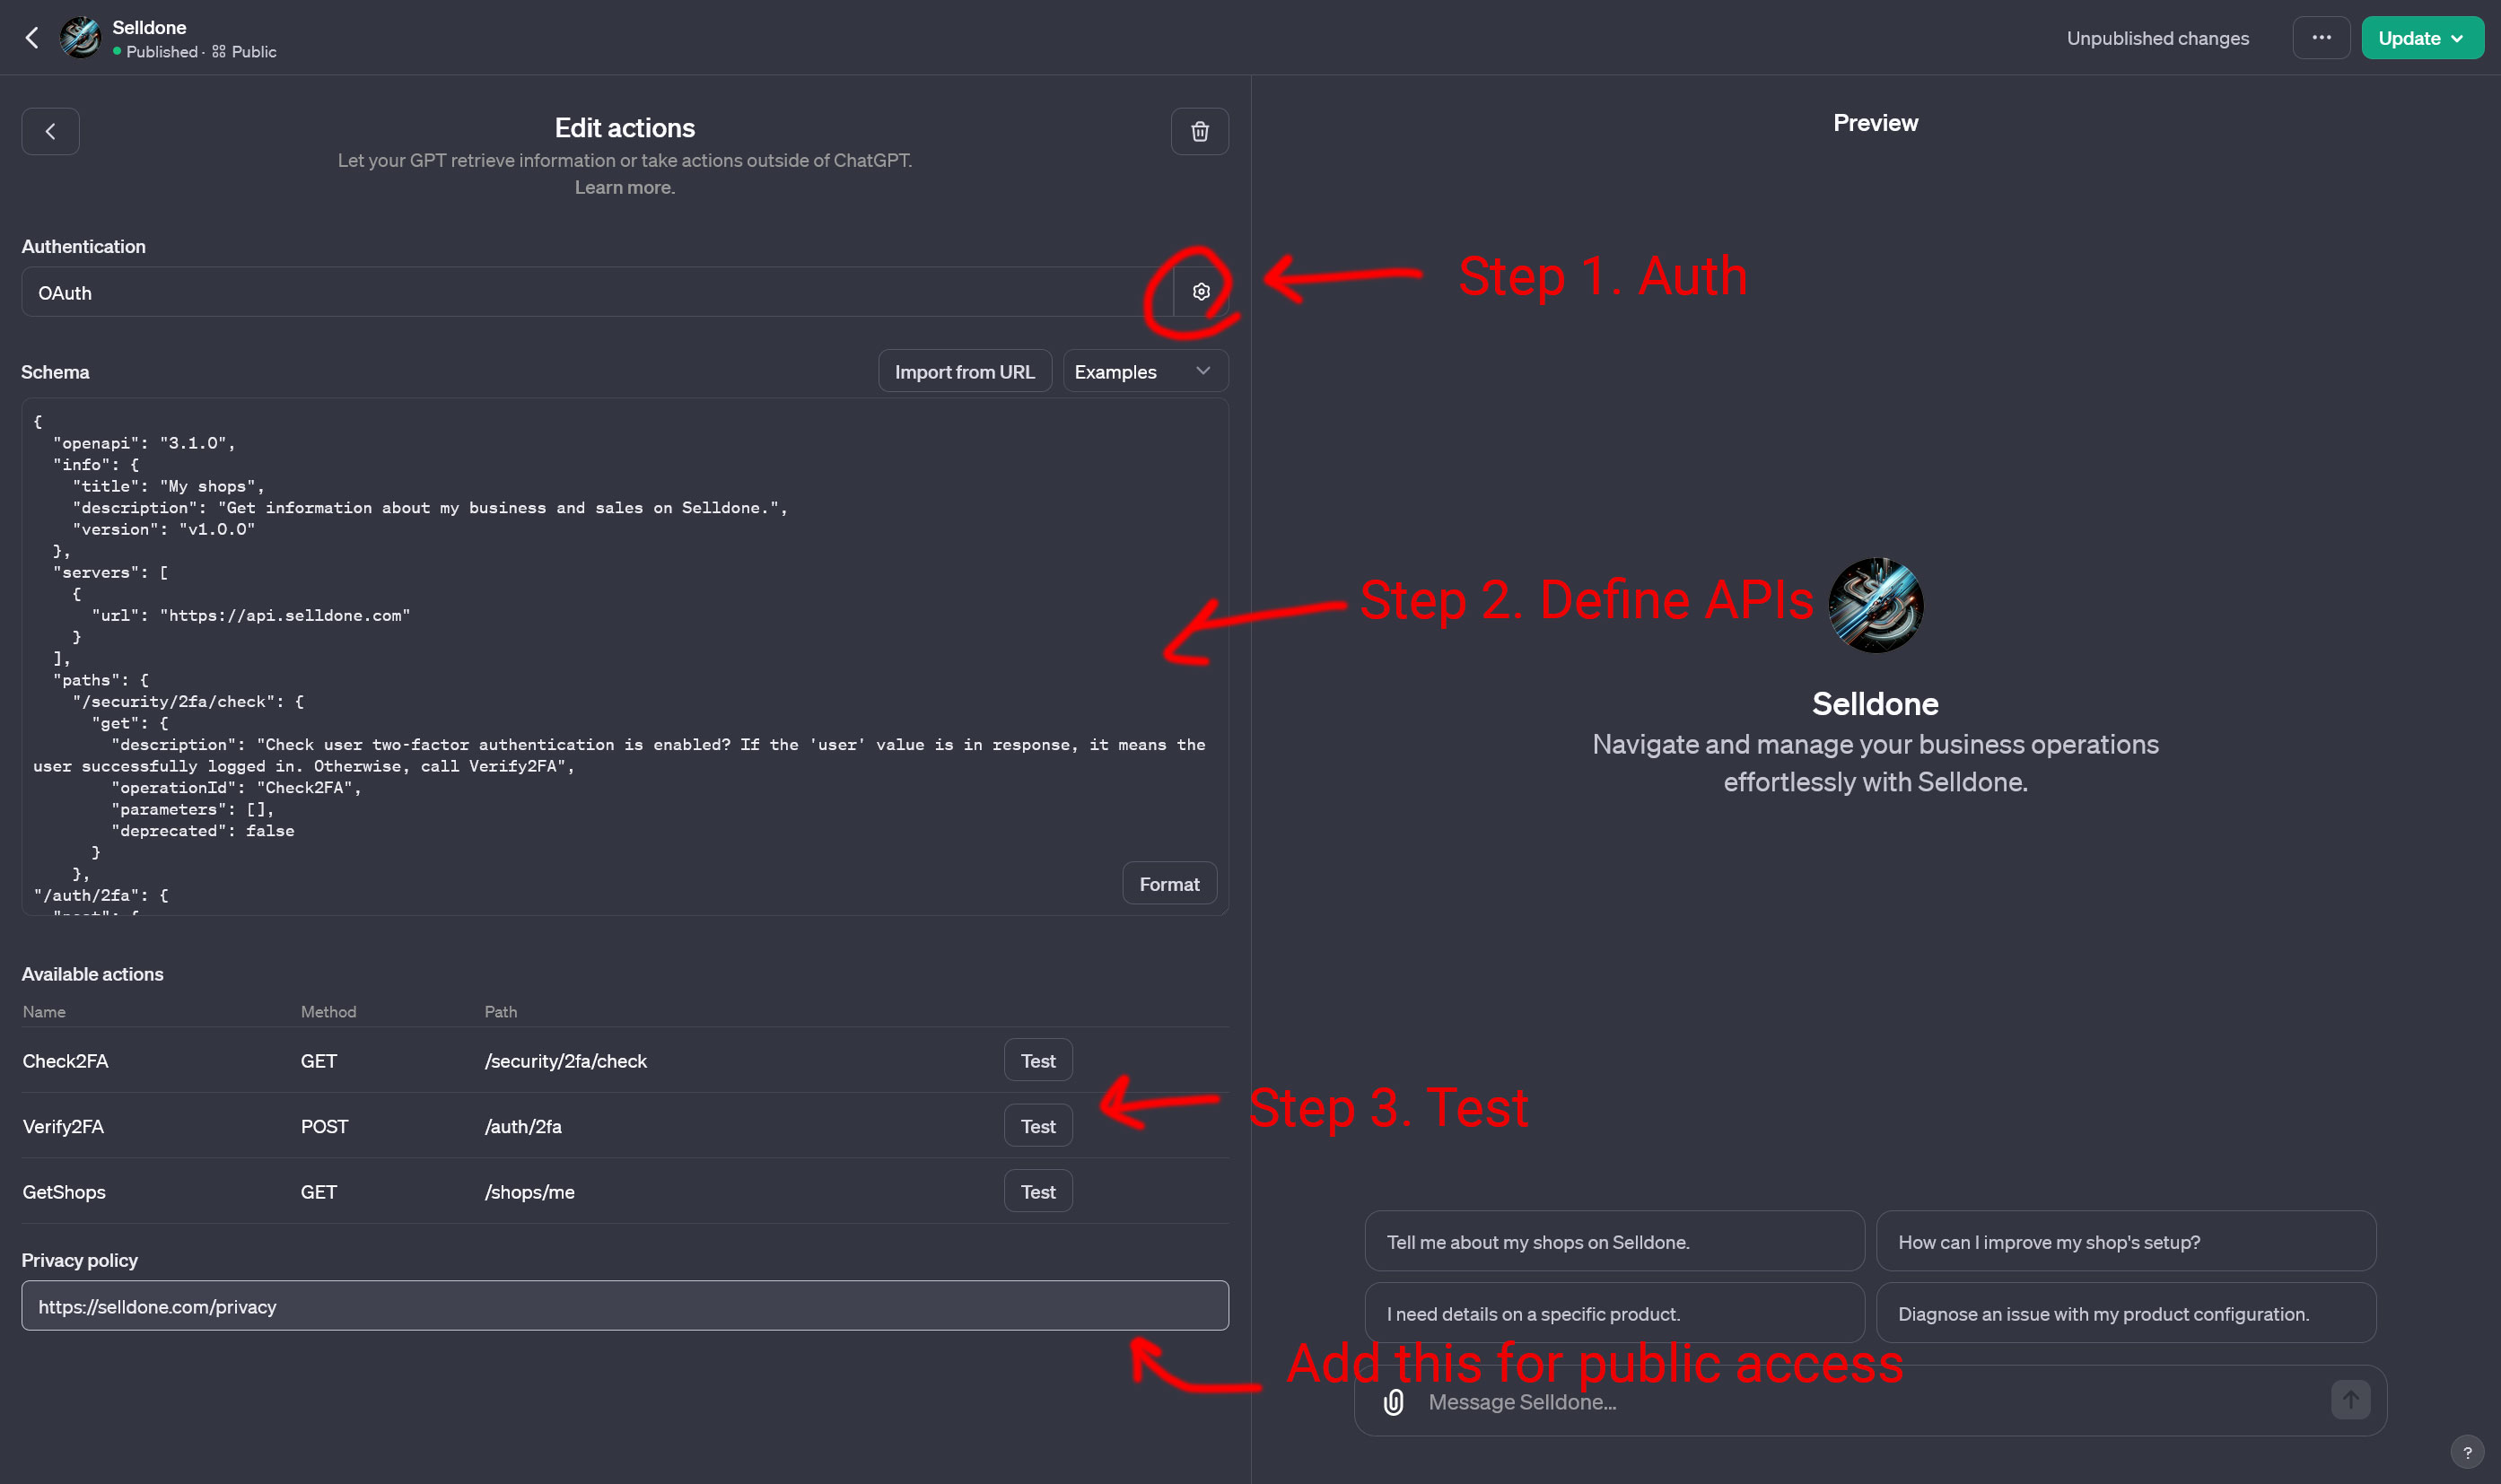 Selldone
Published · Public
Unpublished changes
Update
Edit actions
Let your GPT retrieve information or take actions outside of ChatGPT.
Learn more.
Preview
Authentication
OAuth
Step 1. Auth
Schema
Import from URL
Examples
{
  "openapi": "3.1.0",
  "info": {
    "title": "My shops",
    "description": "Get information about my business and sales on Selldone.",
    "version": "v1.0.0"
  },
  "servers": [
    {
      "url": "https://api.selldone.com"
    }
  ],
  "paths": {
    "/security/2fa/check": {
      "get": {
        "description": "Check user two-factor authentication is enabled? If the 'user' value is in response, it means the
user successfully logged in. Otherwise, call Verify2FA",
        "operationId": "Check2FA",
        "parameters": [],
        "deprecated": false
      }
    },
"/auth/2fa": {
Format
Step 2. Define APIs
Selldone
Navigate and manage your business operations
effortlessly with Selldone.
Available actions
Name Method Path
Check2FA GET /security/2fa/check Test
Verify2FA POST /auth/2fa Test
GetShops GET /shops/me Test
Step 3. Test
Privacy policy
https://selldone.com/privacy
Tell me about my shops on Selldone.
How can I improve my shop's setup?
I need details on a specific product.
Diagnose an issue with my product configuration.
Add this for public access
Message Selldone...
?